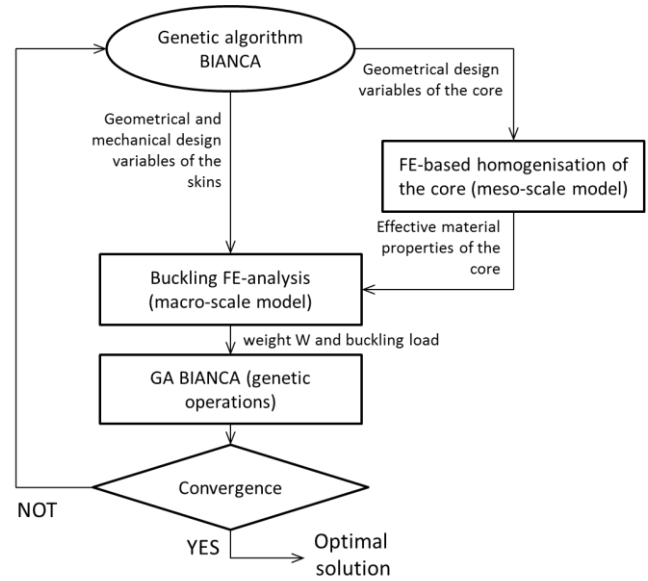 Genetic algorithm
BIANCA
Geometrical design
variables of the core
Geometrical and
mechanical design
variables of the
skins
FE-based homogenisation of
the core (meso-scale model)
Effective material
properties of the
core
Buckling FE-analysis
(macro-scale model)
weight W and buckling load
GA BIANCA (genetic
operations)
Convergence
NOT
YES
Optimal
solution